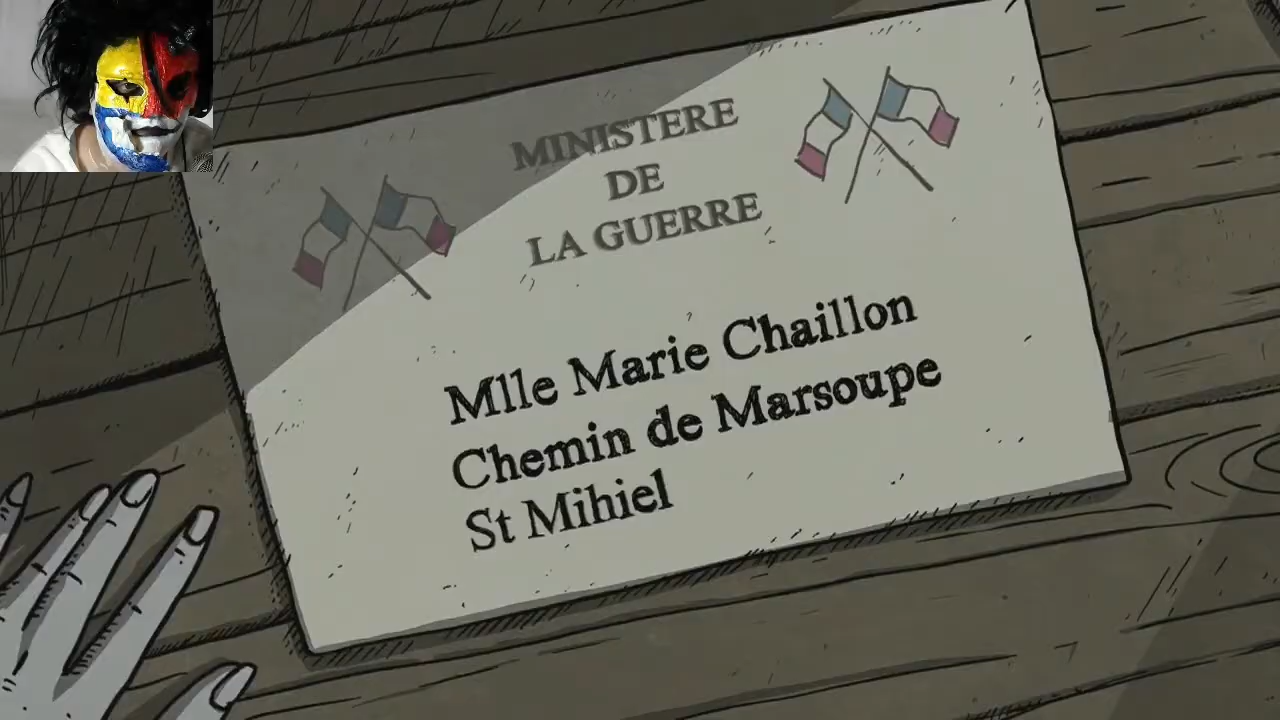 MINISTERE
DE
LA GUERRE
Mlle Marie Chaillon
Chemin de Marsoupe
St Mihiel